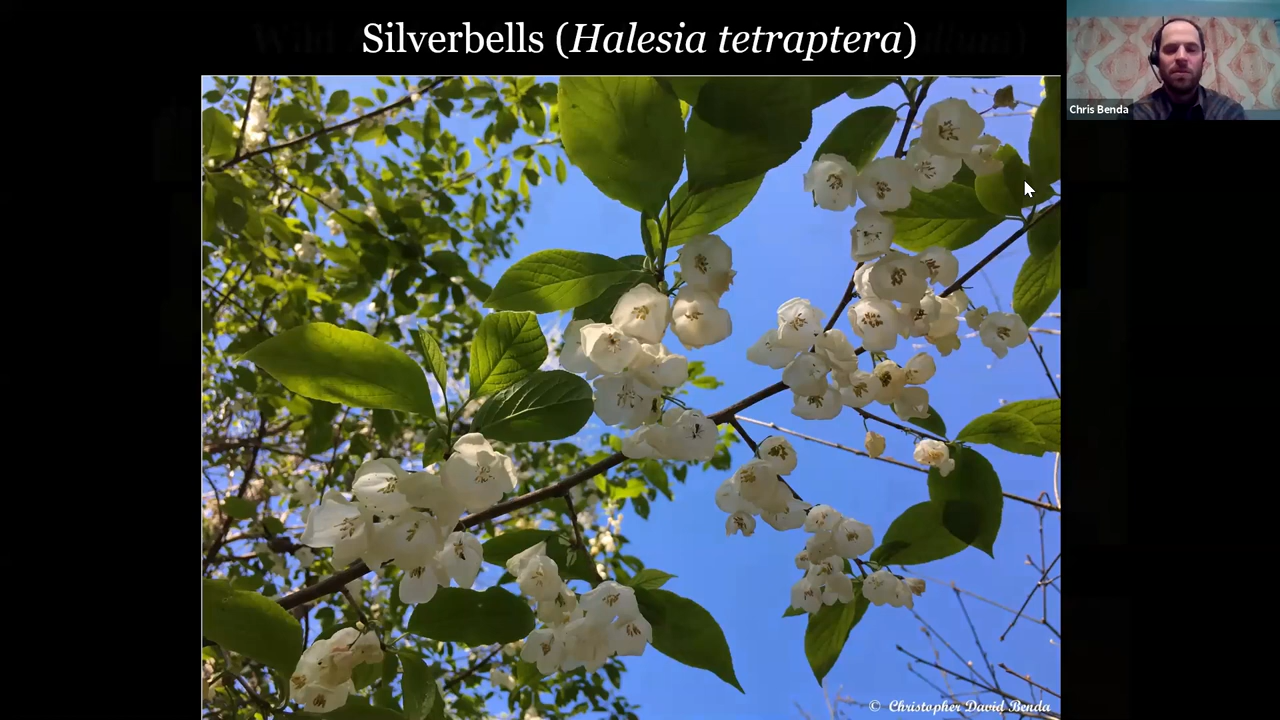 Silverbells (Halesia tetraptera)
Chris Benda
© Christopher David Benda